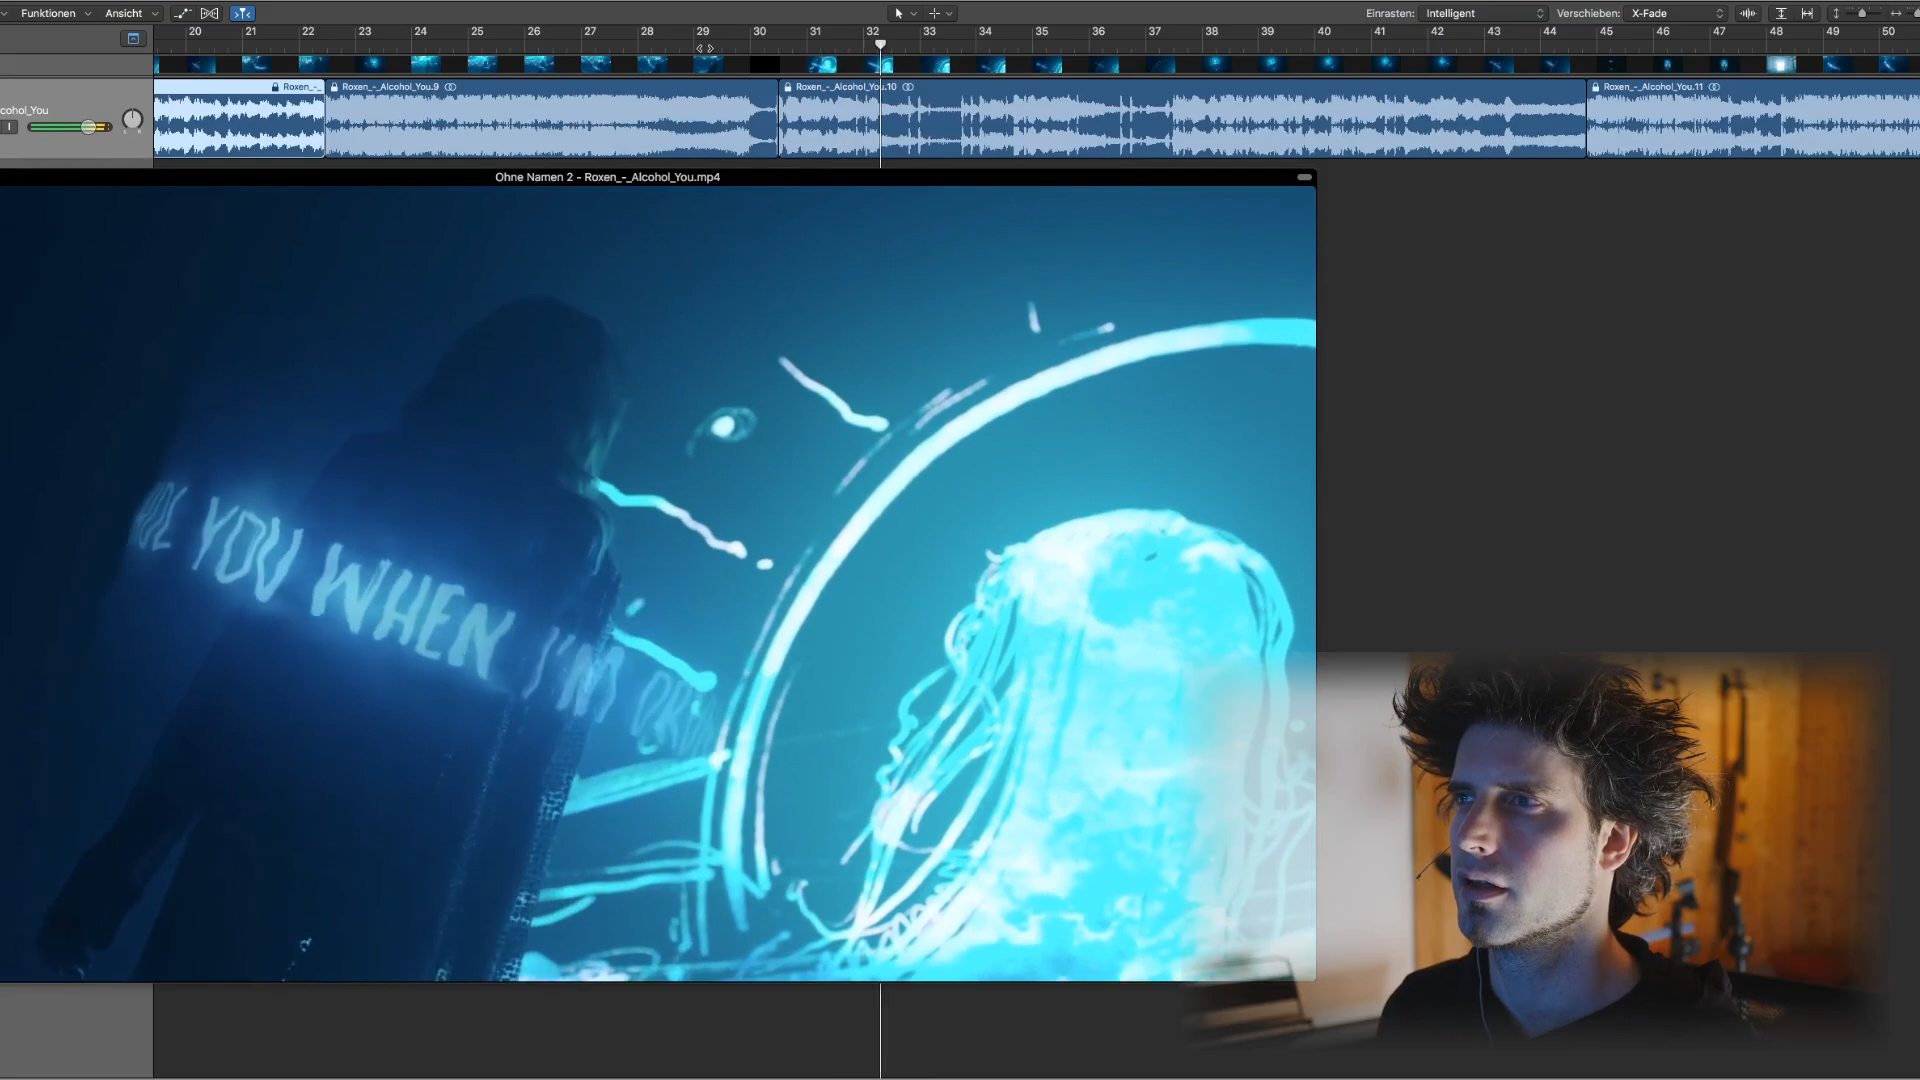 Funktionen Ansicht Einrasten: Intelligent Verschieben: X-Fade
20 21 22 23 24 25 26 27 28 29 30 31 32 33 34 35 36 37 38 39 40 41 42 43 44 45 46 47 48 49 50
Roxen_-_ Roxen_-_Alcohol_You.9 Roxen_-_Alcohol_You.10 Roxen_-_Alcohol_You.11
cohol_You
I
Ohne Namen 2 - Roxen_-_Alcohol_You.mp4
YOU WHEN I'M